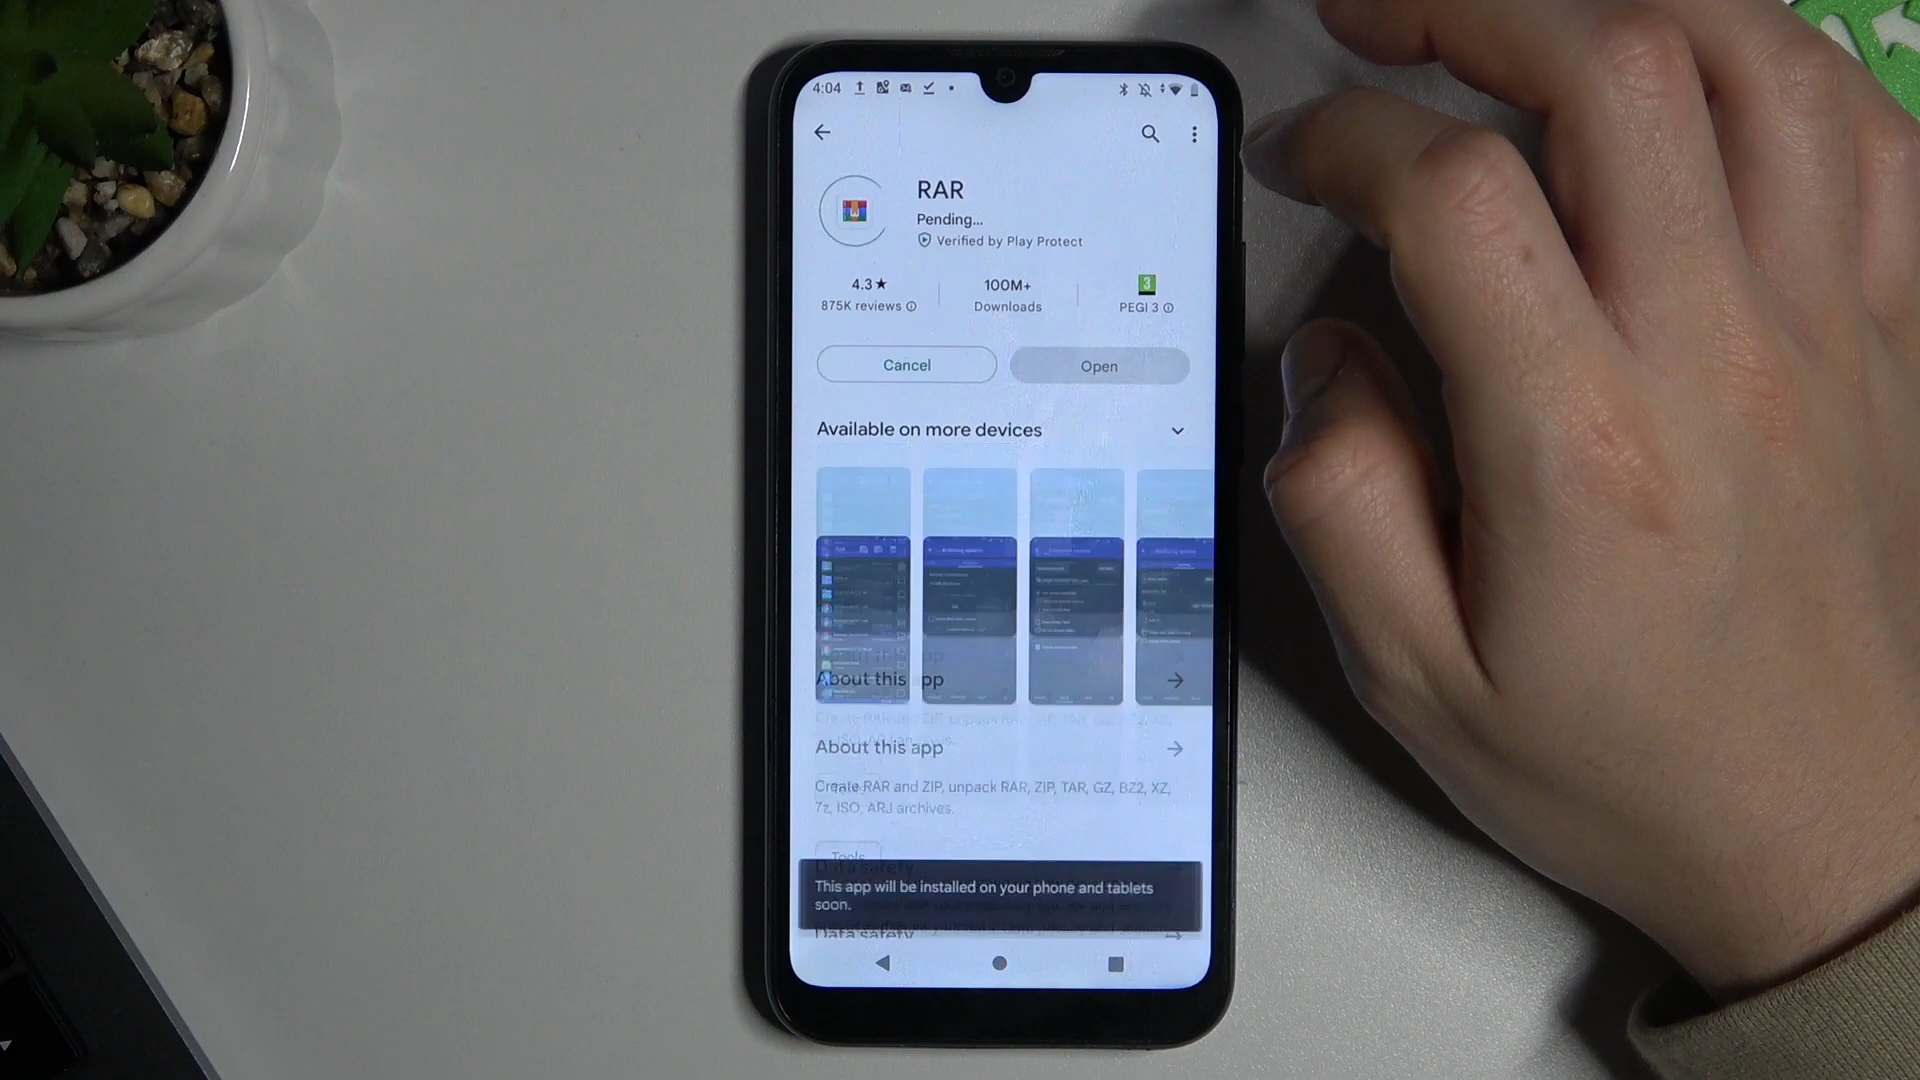 4:04
RAR
Pending...
Verified by Play Protect
4.3★
875K reviews
100M+
Downloads
3
PEGI 3
Cancel
Open
Available on more devices
About this app
About this app
Create RAR and ZIP, unpack RAR, ZIP, TAR, GZ, BZ2, XZ,
7z, ISO, ARJ archives.
Tools
Data safety
This app will be installed on your phone and tablets
soon.
Data safety